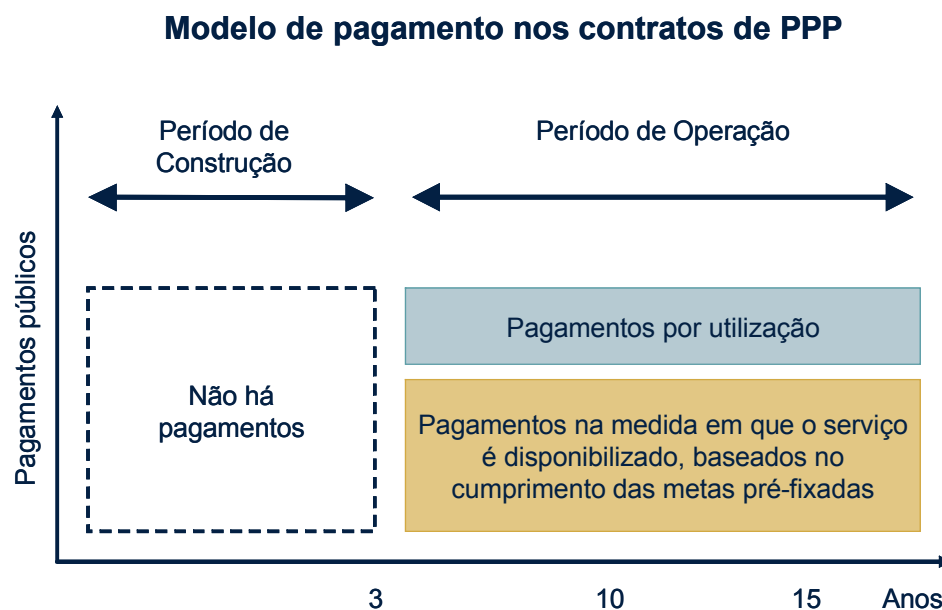 Modelo de pagamento nos contratos de PPP
Período de
Construção
Período de Operação
Pagamentos públicos
Não há
pagamentos
Pagamentos por utilização
Pagamentos na medida em que o serviço
é disponibilizado, baseados no
cumprimento das metas pré-fixadas
3
10
15
Anos